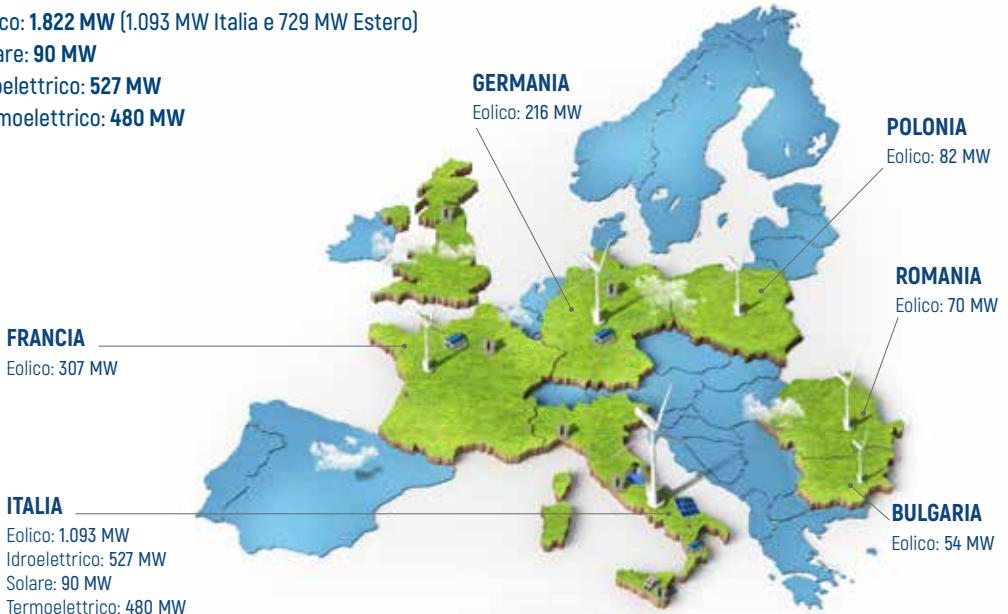 co: 1.822 MW (1.093 MW Italia e 729 MW Estero)
are: 90 MW
oelettrico: 527 MW
moelettrico: 480 MW
GERMANIA
Eolico: 216 MW
POLONIA
Eolico: 82 MW
ROMANIA
Eolico: 70 MW
FRANCIA
Eolico: 307 MW
ITALIA
Eolico: 1.093 MW
Idroelettrico: 527 MW
Solare: 90 MW
Termoelettrico: 480 MW
BULGARIA
Eolico: 54 MW